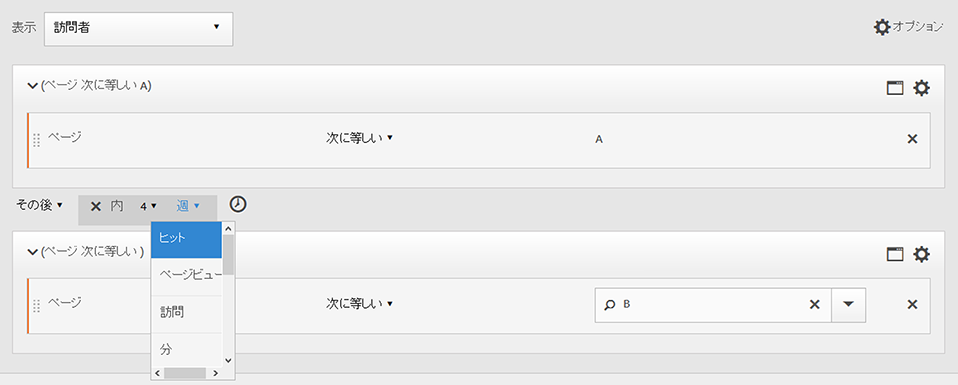 表示 訪問者 オプション
(ページ 次に等しい A)
ページ 次に等しい A
その後 内 4 週
ヒット
(ページ 次に等しい )
ページビュー
ページ 次に等しい B
訪問
分